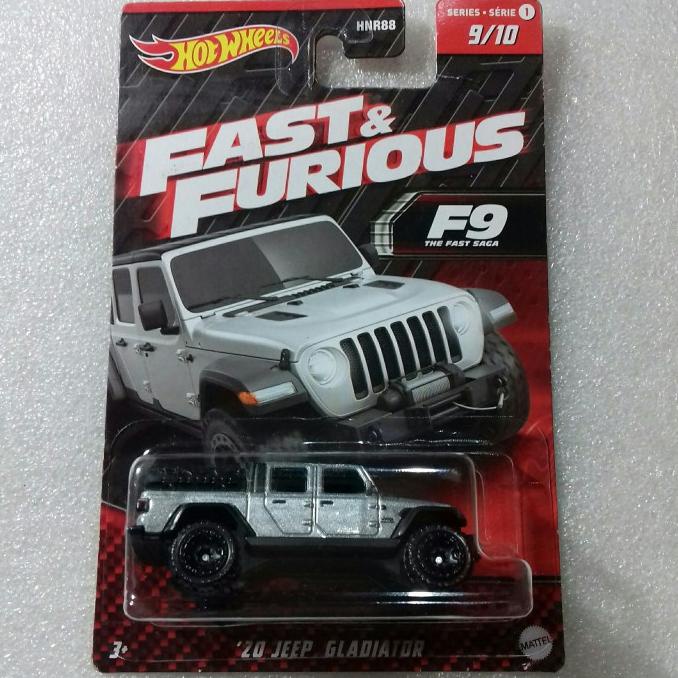 HOT WHEELS
HNR88
SERIES • SÉRIE 1
9/10
FAST &
FURIOUS
F9
THE FAST SAGA
3+
'20 JEEP GLADIATOR
MATTEL